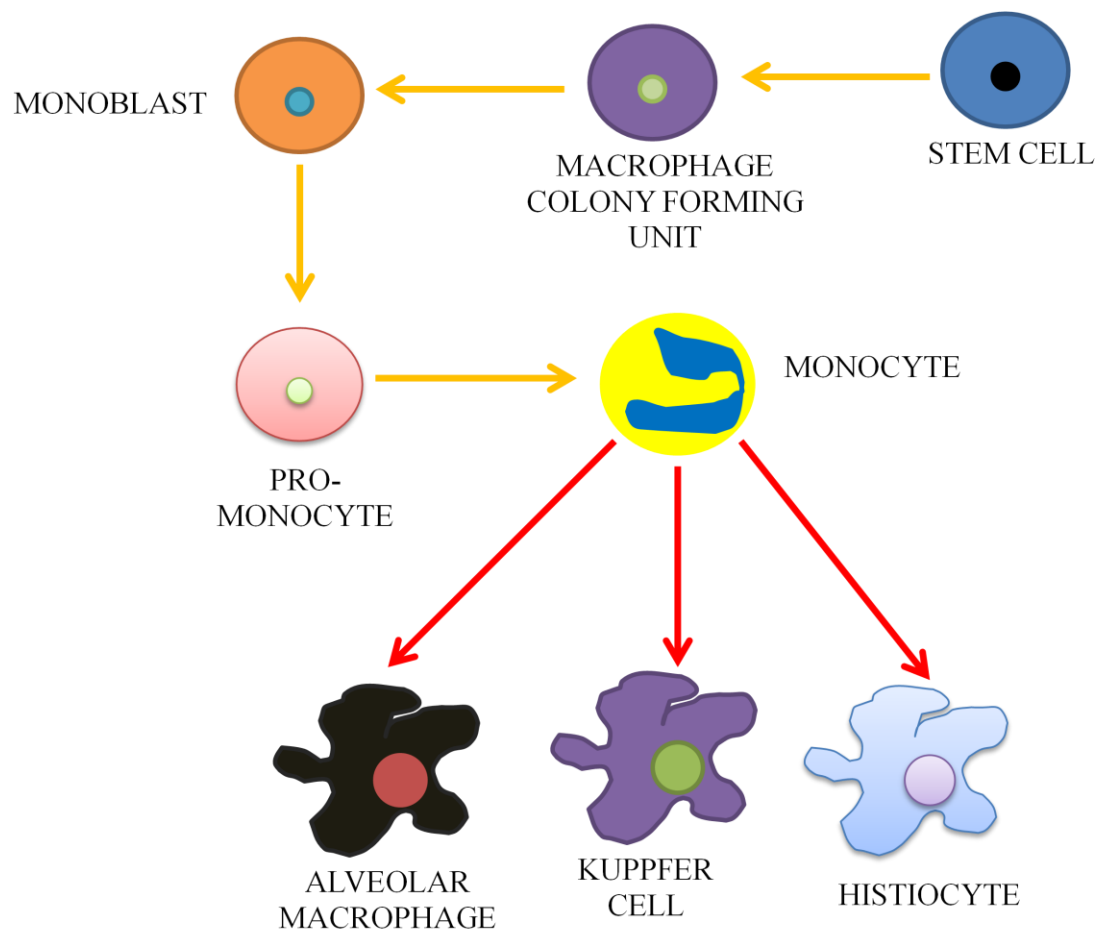 MONOBLAST
MACROPHAGE
COLONY FORMING
UNIT
STEM CELL
PRO-
MONOCYTE
MONOCYTE
ALVEOLAR
MACROPHAGE
KUPPFER
CELL
HISTIOCYTE